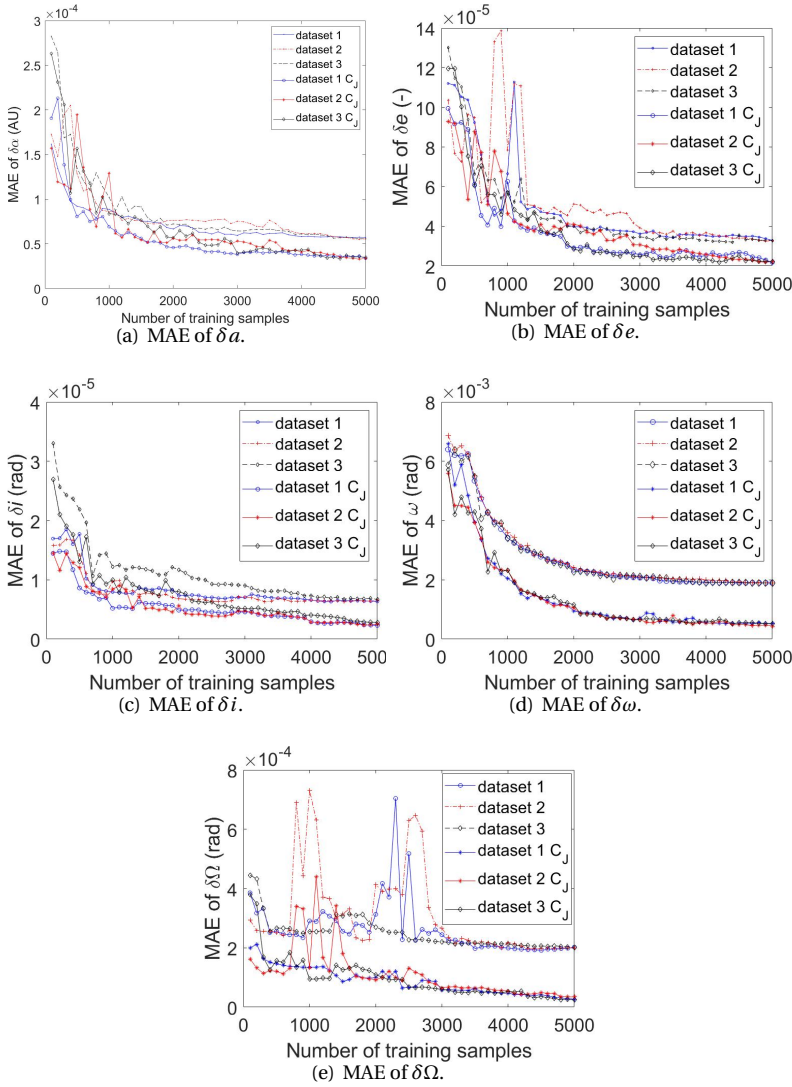 3 ×10⁻⁴
2.5
2
1.5
1
0.5
0
MAE of δα (AU)
dataset 1
dataset 2
dataset 3
dataset 1 C_J
dataset 2 C_J
dataset 3 C_J
0 1000 2000 3000 4000 5000
Number of training samples
(a) MAE of δa.
×10⁻⁵
14
12
10
8
6
4
2
MAE of δe (-)
dataset 1
dataset 2
dataset 3
dataset 1 C_J
dataset 2 C_J
dataset 3 C_J
0 1000 2000 3000 4000 5000
Number of training samples
(b) MAE of δe.
×10⁻⁵
4
3
2
1
0
MAE of δi (rad)
dataset 1
dataset 2
dataset 3
dataset 1 C_J
dataset 2 C_J
dataset 3 C_J
0 1000 2000 3000 4000 5000
Number of training samples
(c) MAE of δi.
×10⁻³
8
6
4
2
0
MAE of ω (rad)
dataset 1
dataset 2
dataset 3
dataset 1 C_J
dataset 2 C_J
dataset 3 C_J
0 1000 2000 3000 4000 5000
Number of training samples
(d) MAE of δω.
×10⁻⁴
8
6
4
2
0
MAE of δΩ (rad)
dataset 1
dataset 2
dataset 3
dataset 1 C_J
dataset 2 C_J
dataset 3 C_J
0 1000 2000 3000 4000 5000
Number of training samples
(e) MAE of δΩ.